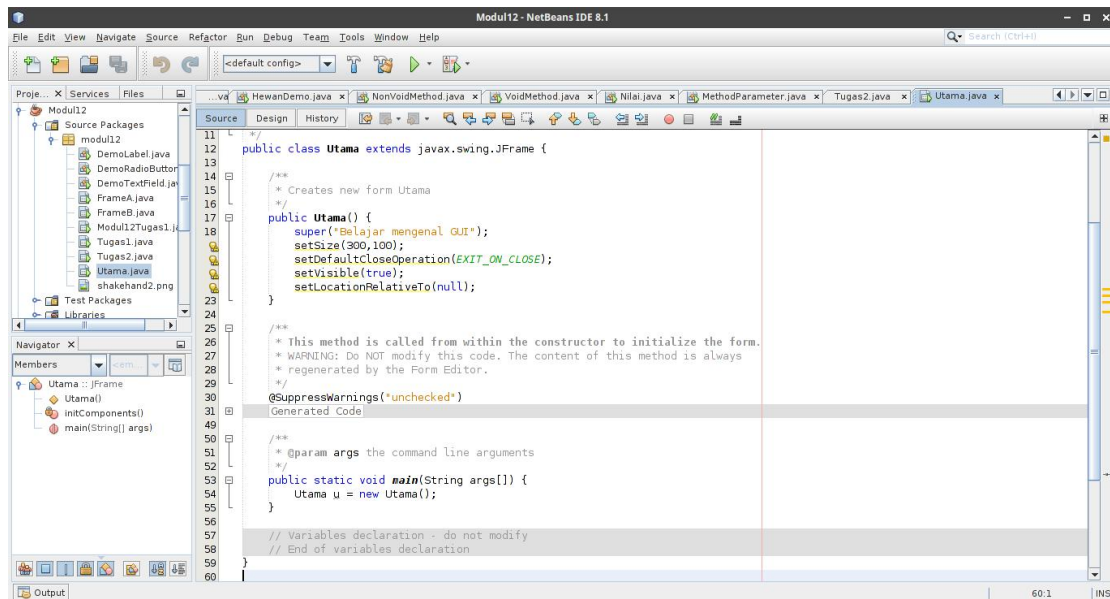 Modul12 - NetBeans IDE 8.1
File Edit View Navigate Source Refactor Run Debug Team Tools Window Help
Search (Ctrl+I)
<default config>
Proje... Services Files
...va HewanDemo.java NonVoidMethod.java VoidMethod.java Nilai.java MethodParameter.java Tugas2.java Utama.java
Source Design History
Modul12
Source Packages
modul12
DemoLabel.java
DemoRadioButton
DemoTextField.jav
FrameA.java
FrameB.java
Modul12Tugas1.ja
Tugas1.java
Tugas2.java
Utama.java
shakehand2.png
Test Packages
Libraries
Navigator
Members <em...
Utama :: JFrame
Utama()
initComponents()
main(String[] args)
11 */
12 public class Utama extends javax.swing.JFrame {
13
14 /**
15 * Creates new form Utama
16 */
17 public Utama() {
18 super("Belajar mengenal GUI");
setSize(300,100);
setDefaultCloseOperation(EXIT_ON_CLOSE);
setVisible(true);
setLocationRelativeTo(null);
23 }
24
25 /**
26 * This method is called from within the constructor to initialize the form.
27 * WARNING: Do NOT modify this code. The content of this method is always
28 * regenerated by the Form Editor.
29 */
30 @SuppressWarnings("unchecked")
31 Generated Code
49
50 /**
51 * @param args the command line arguments
52 */
53 public static void main(String args[]) {
54 Utama u = new Utama();
55 }
56
57 // Variables declaration - do not modify
58 // End of variables declaration
59 }
60
Output
60:1 INS